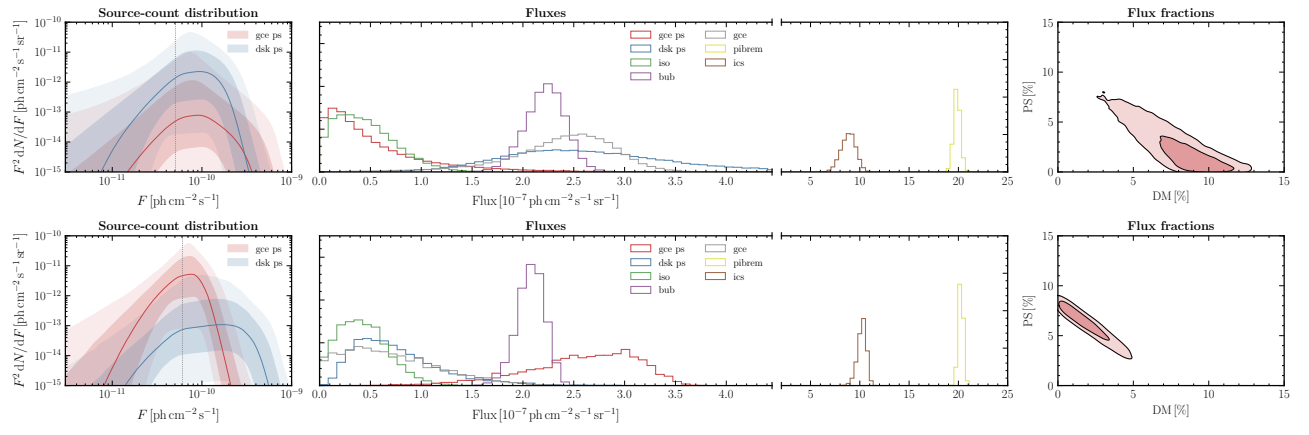 Source-count distribution
F² dN/dF [ph cm⁻² s⁻¹ sr⁻¹]
10⁻¹⁰
10⁻¹¹
10⁻¹²
10⁻¹³
10⁻¹⁴
10⁻¹⁵
gce ps
dsk ps
10⁻¹¹
10⁻¹⁰
10⁻⁹
F [ph cm⁻² s⁻¹]
Fluxes
gce ps
dsk ps
iso
bub
gce
pibrem
ics
0.0 0.5 1.0 1.5 2.0 2.5 3.0 3.5 4.0
5 10 15 20 25
Flux [10⁻⁷ ph cm⁻² s⁻¹ sr⁻¹]
Flux fractions
PS [%]
15
10
5
0
0 5 10 15
DM [%]
Source-count distribution
F² dN/dF [ph cm⁻² s⁻¹ sr⁻¹]
10⁻¹⁰
10⁻¹¹
10⁻¹²
10⁻¹³
10⁻¹⁴
10⁻¹⁵
gce ps
dsk ps
10⁻¹¹
10⁻¹⁰
10⁻⁹
F [ph cm⁻² s⁻¹]
Fluxes
gce ps
dsk ps
iso
bub
gce
pibrem
ics
0.0 0.5 1.0 1.5 2.0 2.5 3.0 3.5 4.0
5 10 15 20 25
Flux [10⁻⁷ ph cm⁻² s⁻¹ sr⁻¹]
Flux fractions
PS [%]
15
10
5
0
0 5 10 15
DM [%]